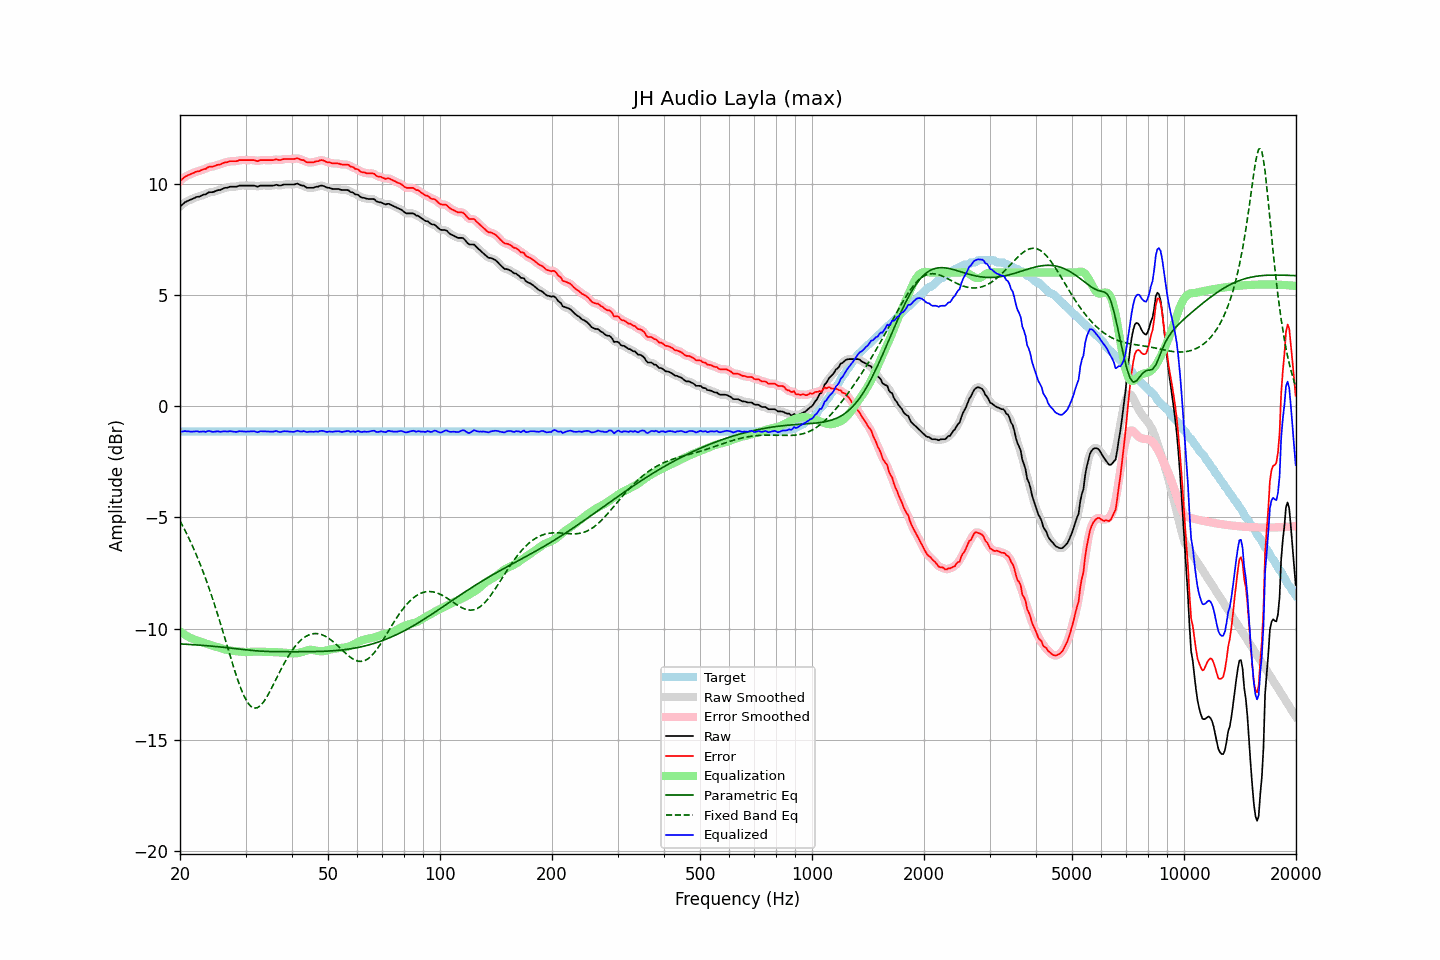 JH Audio Layla (max)
Amplitude (dBr)
10
5
0
−5
−10
−15
−20
20
50
100
200
500
1000
2000
5000
10000
20000
Frequency (Hz)
Target
Raw Smoothed
Error Smoothed
Raw
Error
Equalization
Parametric Eq
Fixed Band Eq
Equalized